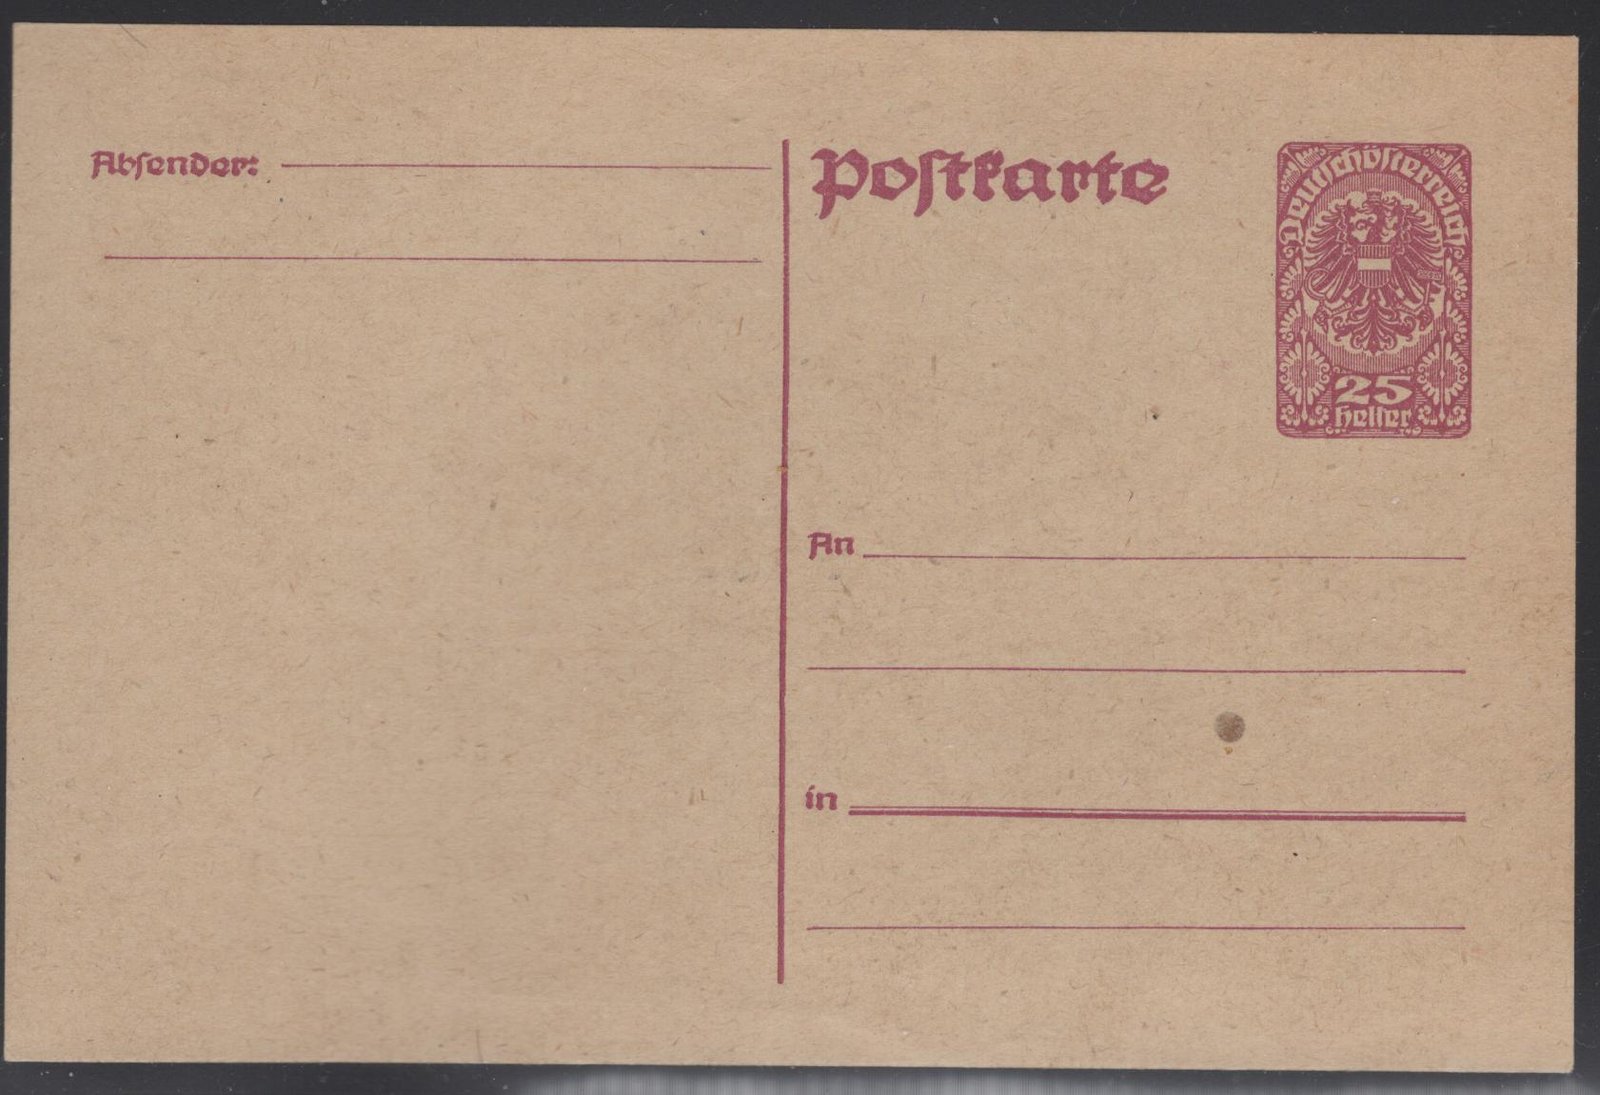 Absender:
Postkarte
Deutschösterreich
25
Heller
An
in